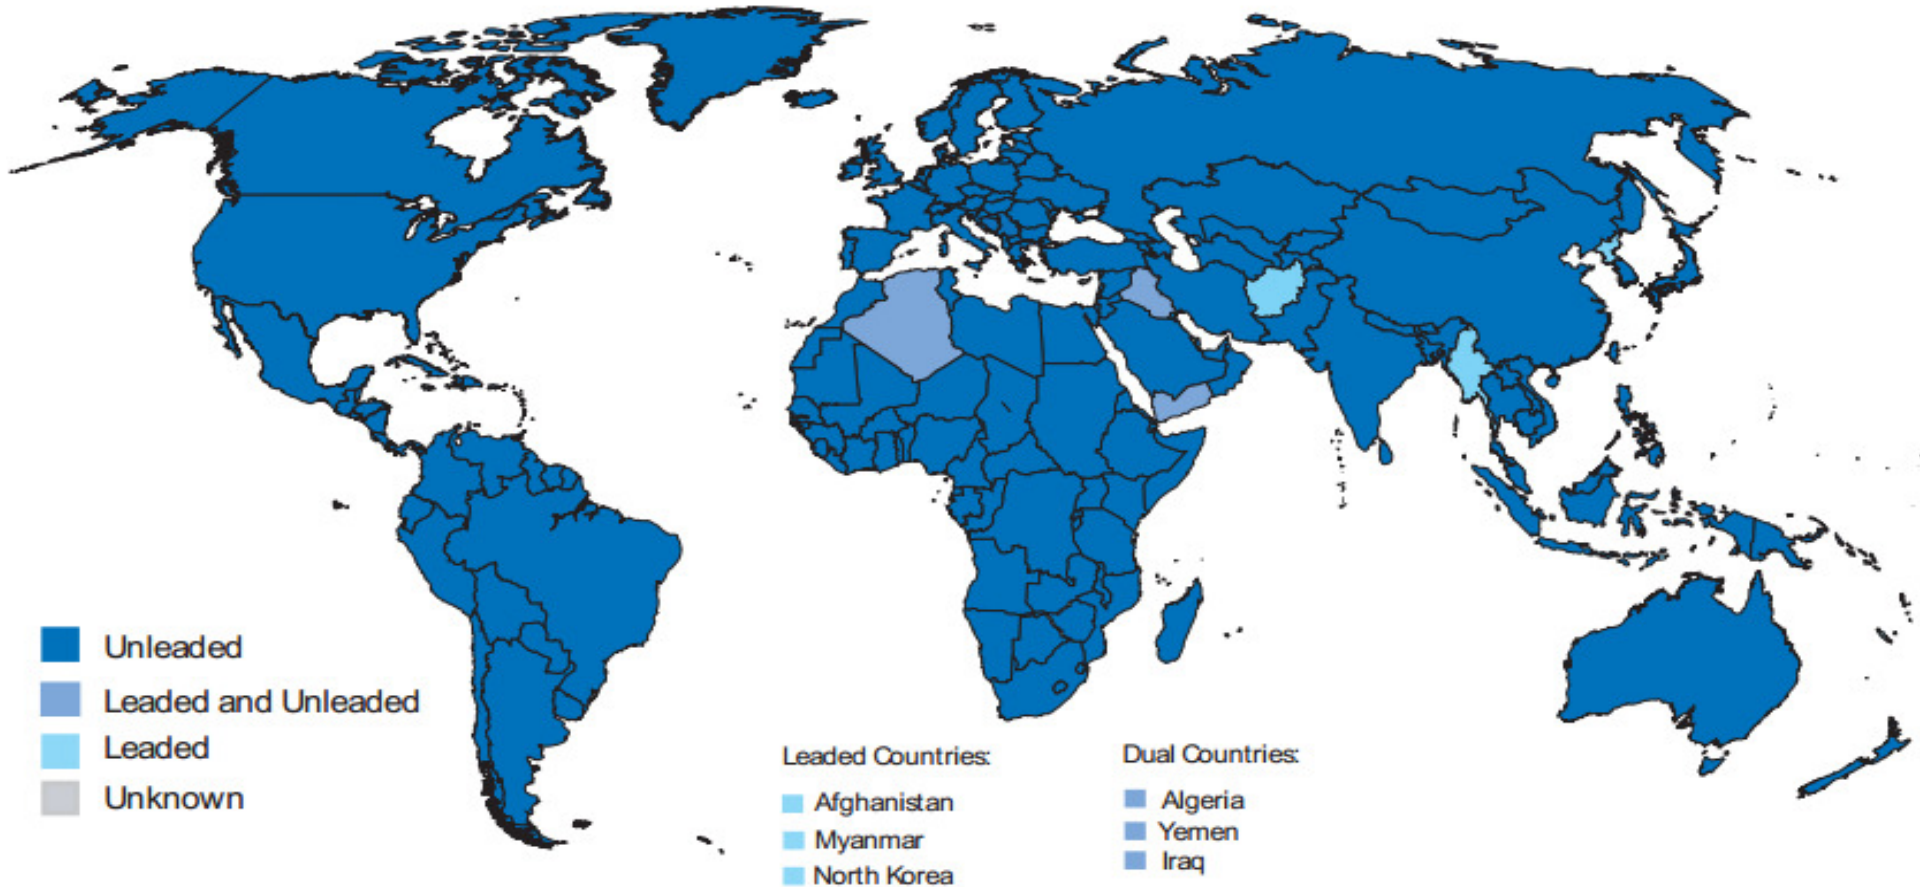 Unleaded
Leaded and Unleaded
Leaded
Unknown
Leaded Countries:
Afghanistan
Myanmar
North Korea
Dual Countries:
Algeria
Yemen
Iraq